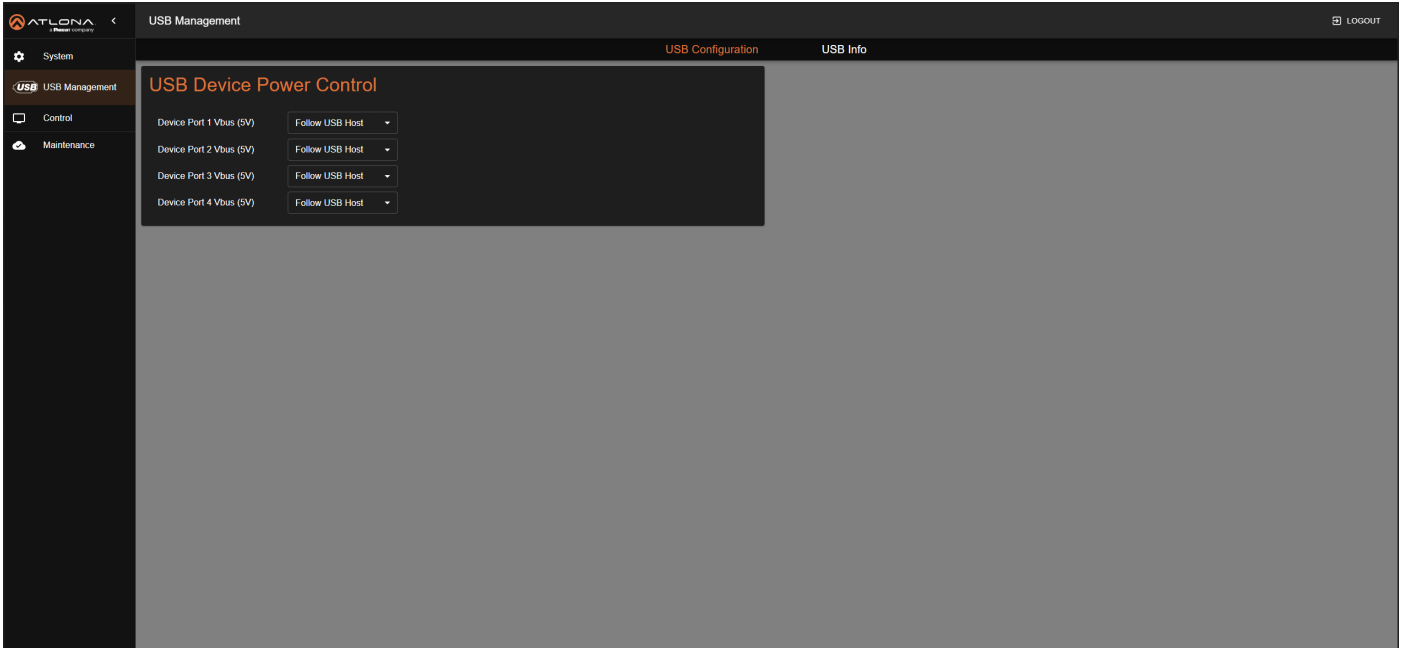 ATLONA
a Panduit company
USB Management
LOGOUT
System
USB Configuration
USB Info
USB USB Management
Control
Maintenance
USB Device Power Control
Device Port 1 Vbus (5V) Follow USB Host
Device Port 2 Vbus (5V) Follow USB Host
Device Port 3 Vbus (5V) Follow USB Host
Device Port 4 Vbus (5V) Follow USB Host